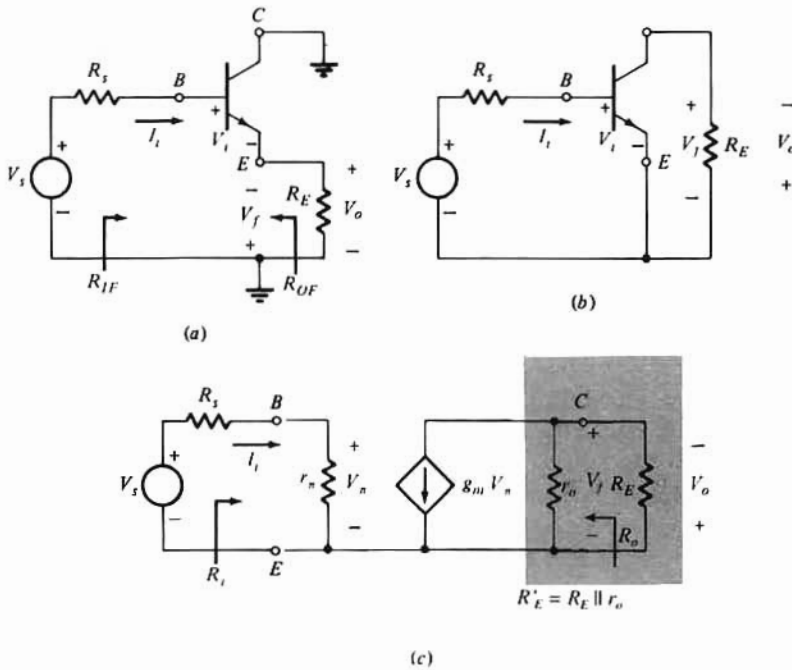 C
R_s
B
+
I_i
V_i
−
E
+
V_s
−
−
V_f
+
R_E
+
V_o
−
R_IF
R_OF
(a)
R_s
B
+
I_i
V_i
−
E
+
V_s
−
+
V_f
−
R_E
−
V_o
+
(b)
R_s
B
I_i
+
V_s
−
r_π
+
V_π
−
R_i
E
g_m V_π
C
r_o
+
V_f
−
R_E
R_o
−
V_o
+
R'_E = R_E || r_o
(c)